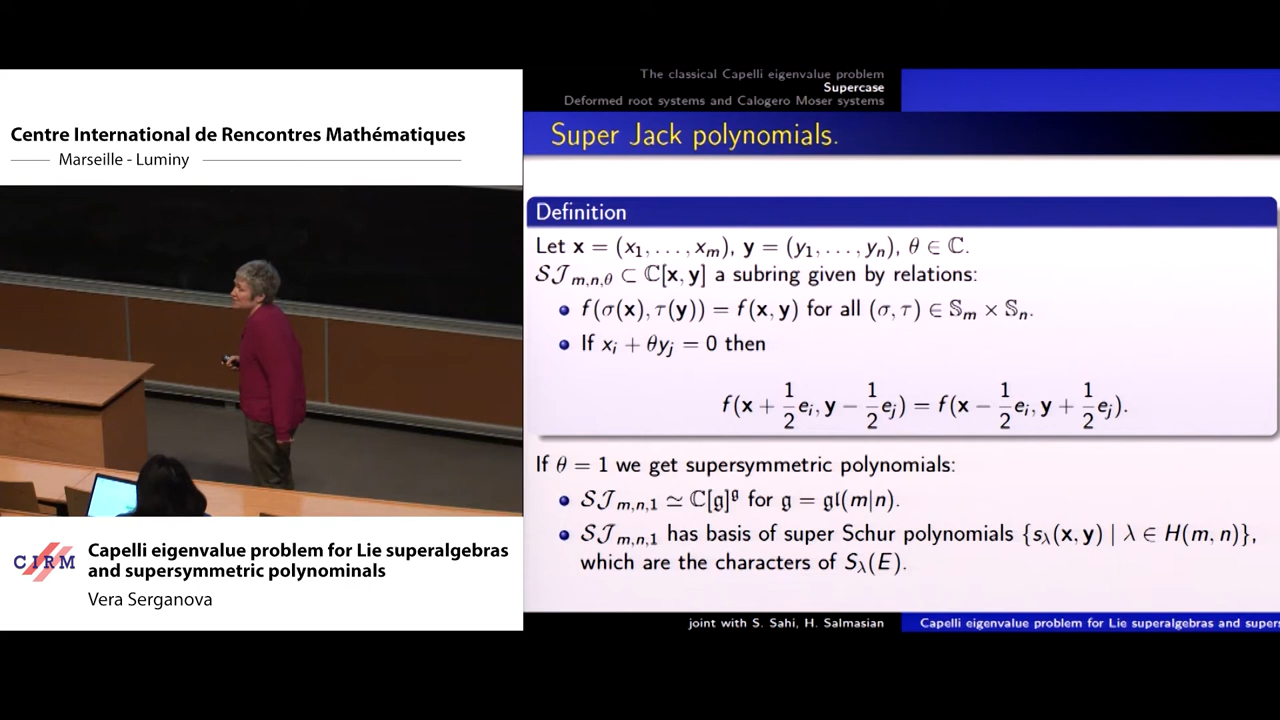 Centre International de Rencontres Mathématiques
Marseille - Luminy
CIRM
Capelli eigenvalue problem for Lie superalgebras
and supersymmetric polynominals
Vera Serganova
The classical Capelli eigenvalue problem
Supercase
Deformed root systems and Calogero Moser systems
Super Jack polynomials.
Definition
Let x = (x₁, . . . , xₘ), y = (y₁, . . . , yₙ), θ ∈ ℂ.
𝒮𝒥ₘ,ₙ,θ ⊂ ℂ[x, y] a subring given by relations:
• f(σ(x), τ(y)) = f(x, y) for all (σ, τ) ∈ 𝕊ₘ × 𝕊ₙ.
• If xᵢ + θyⱼ = 0 then
f(x + 1/2 eᵢ, y − 1/2 eⱼ) = f(x − 1/2 eᵢ, y + 1/2 eⱼ).
If θ = 1 we get supersymmetric polynomials:
• 𝒮𝒥ₘ,ₙ,₁ ≃ ℂ[𝔤]^𝔤 for 𝔤 = 𝔤𝔩(m|n).
• 𝒮𝒥ₘ,ₙ,₁ has basis of super Schur polynomials {s_λ(x, y) | λ ∈ H(m, n)},
which are the characters of S_λ(E).
joint with S. Sahi, H. Salmasian
Capelli eigenvalue problem for Lie superalgebras and supers